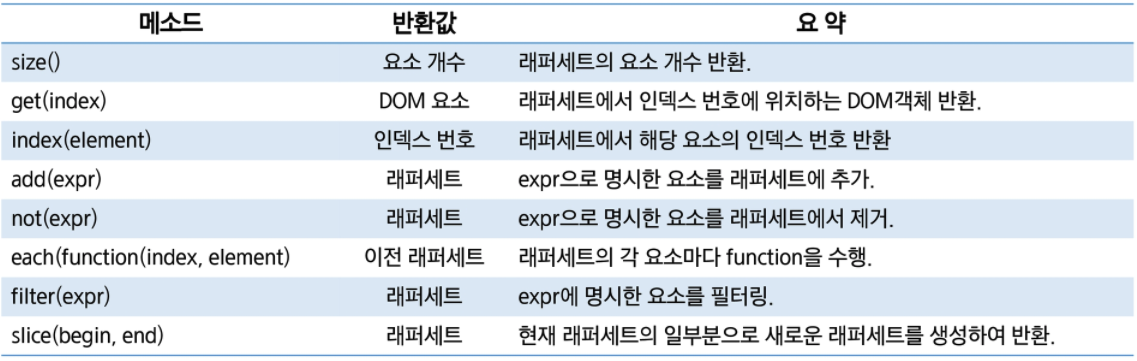 메소드 반환값 요 약
size() 요소 개수 래퍼세트의 요소 개수 반환.
get(index) DOM 요소 래퍼세트에서 인덱스 번호에 위치하는 DOM객체 반환.
index(element) 인덱스 번호 래퍼세트에서 해당 요소의 인덱스 번호 반환
add(expr) 래퍼세트 expr으로 명시한 요소를 래퍼세트에 추가.
not(expr) 래퍼세트 expr으로 명시한 요소를 래퍼세트에서 제거.
each(function(index, element) 이전 래퍼세트 래퍼세트의 각 요소마다 function을 수행.
filter(expr) 래퍼세트 expr에 명시한 요소를 필터링.
slice(begin, end) 래퍼세트 현재 래퍼세트의 일부분으로 새로운 래퍼세트를 생성하여 반환.